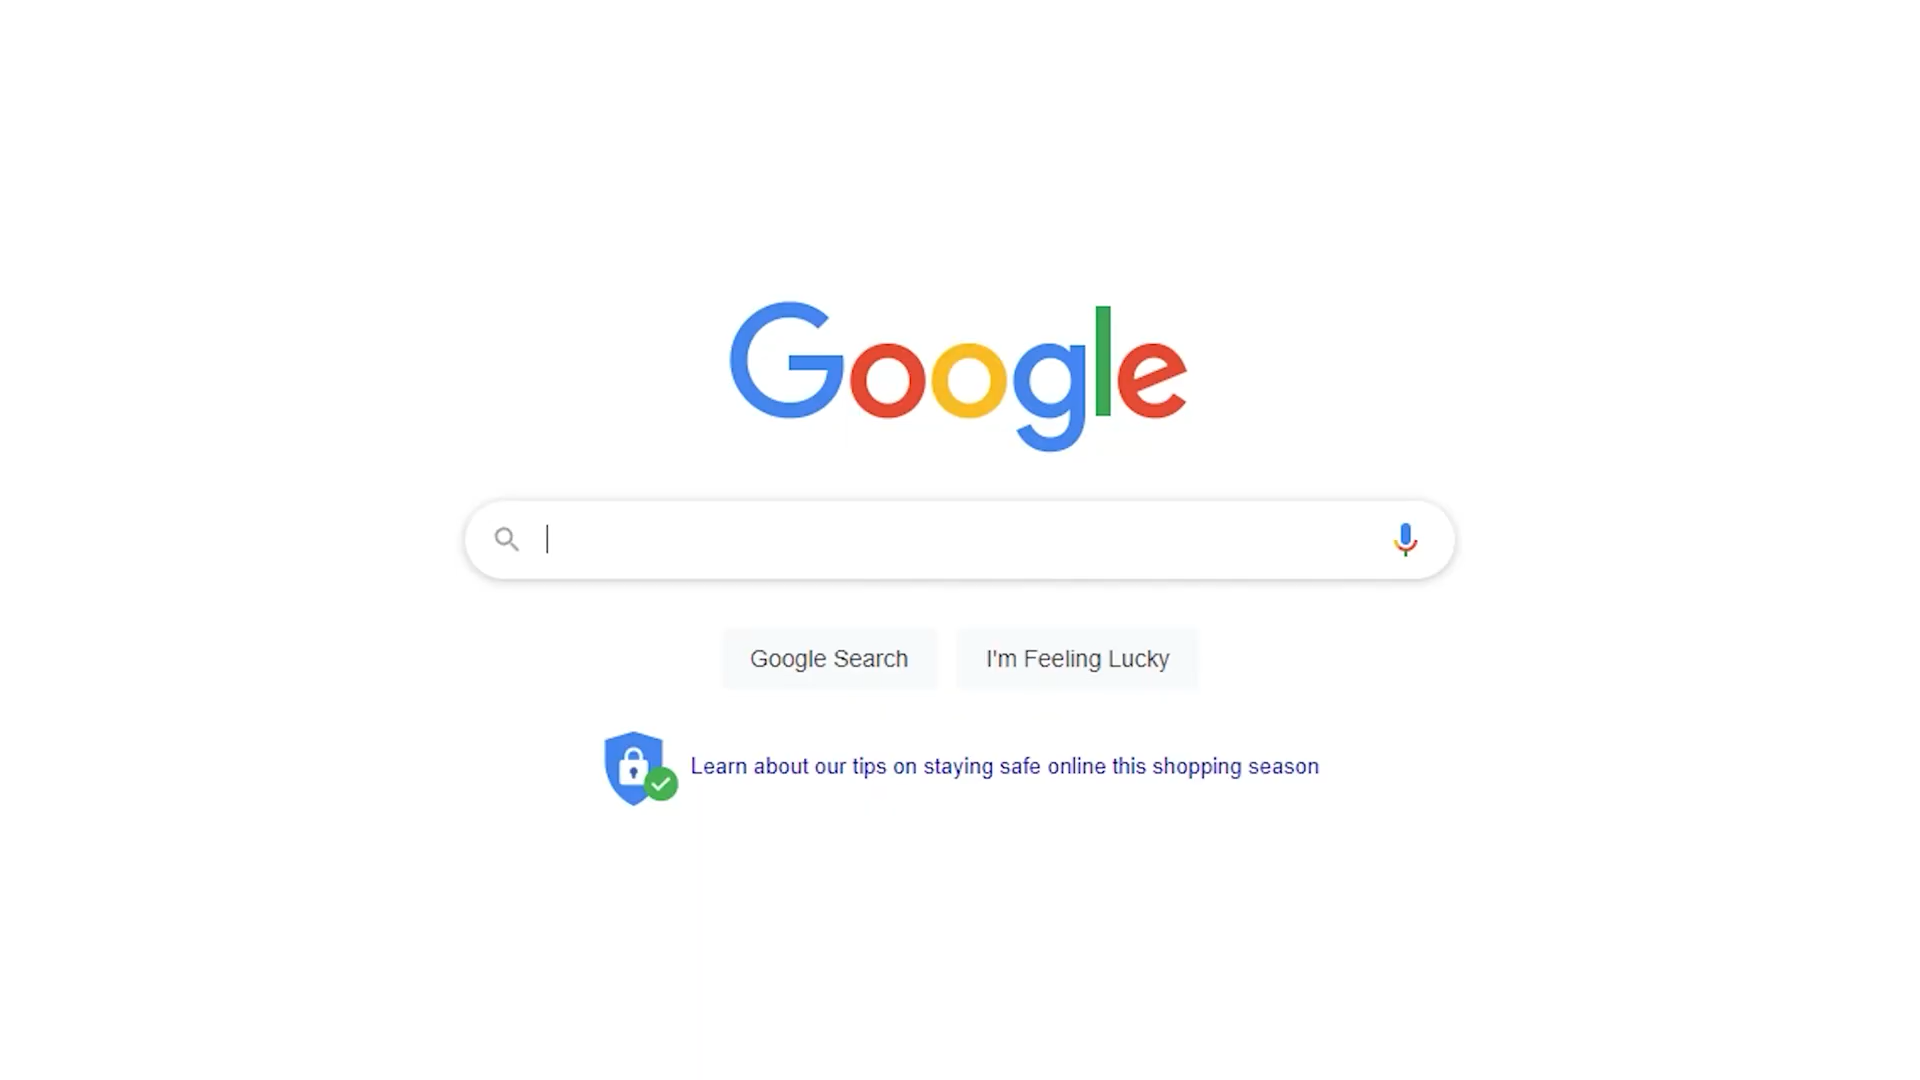 Google
Google Search
I'm Feeling Lucky
Learn about our tips on staying safe online this shopping season